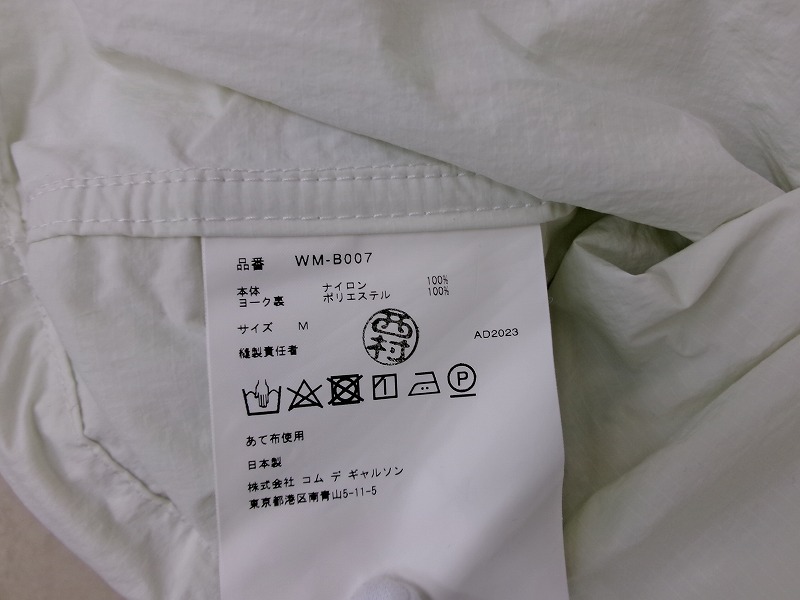 品番 WM-B007
本体 ナイロン 100%
ヨーク裏 ポリエステル 100%
サイズ M
西村
AD2023
縫製責任者
P
あて布使用
日本製
株式会社 コム デ ギャルソン
東京都港区南青山5-11-5